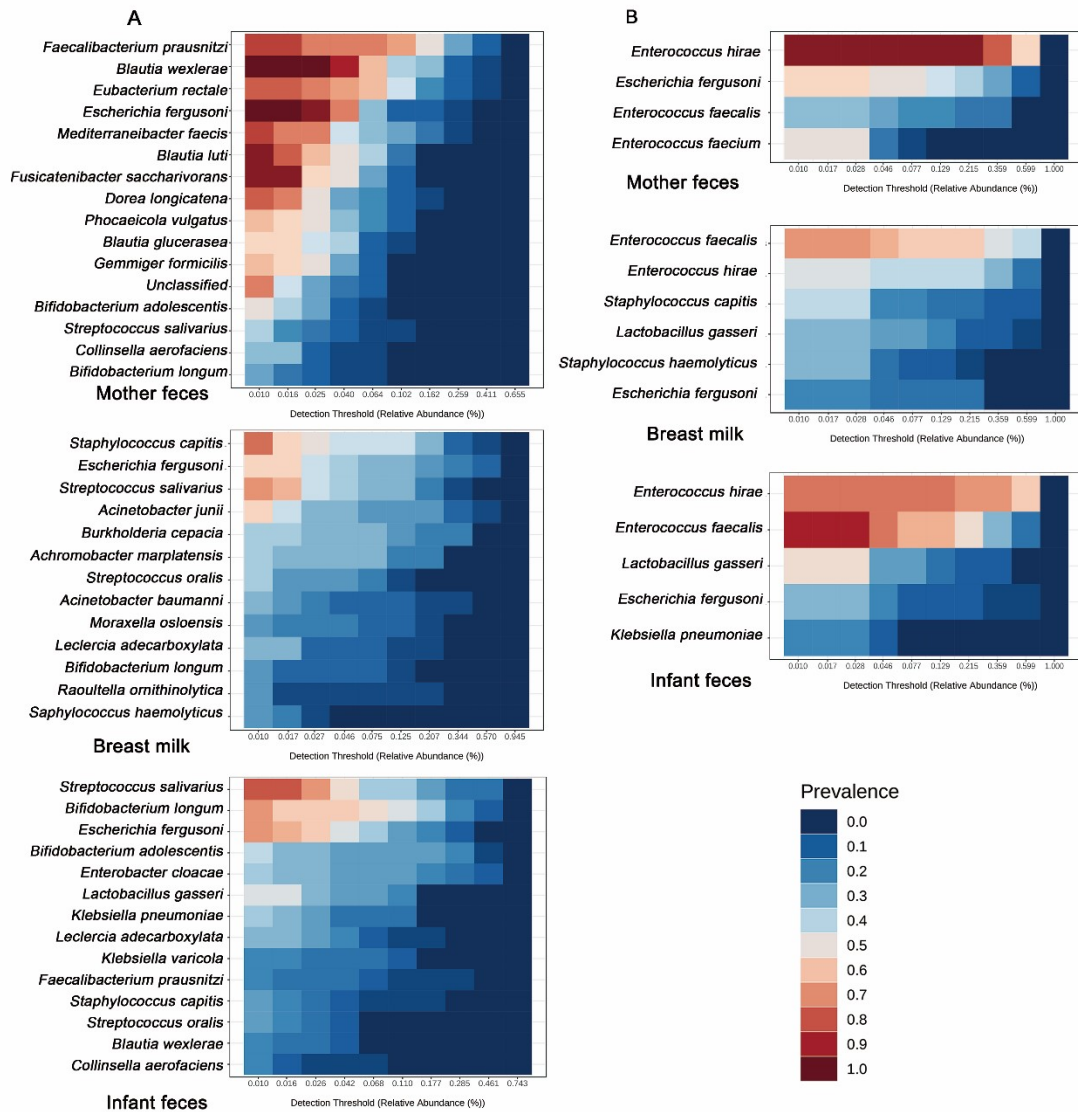 A
Faecalibacterium prausnitzi
Blautia wexlerae
Eubacterium rectale
Escherichia fergusoni
Mediterraneibacter faecis
Blautia luti
Fusicatenibacter saccharivorans
Dorea longicatena
Phocaeicola vulgatus
Blautia glucerasea
Gemmiger formicilis
Unclassified
Bifidobacterium adolescentis
Streptococcus salivarius
Collinsella aerofaciens
Bifidobacterium longum
0.010 0.016 0.025 0.040 0.064 0.102 0.162 0.259 0.411 0.655
Mother feces
Detection Threshold (Relative Abundance (%))
Staphylococcus capitis
Escherichia fergusoni
Streptococcus salivarius
Acinetobacter junii
Burkholderia cepacia
Achromobacter marplatensis
Streptococcus oralis
Acinetobacter baumanni
Moraxella osloensis
Leclercia adecarboxylata
Bifidobacterium longum
Raoultella ornithinolytica
Saphylococcus haemolyticus
0.010 0.017 0.027 0.046 0.075 0.125 0.207 0.344 0.570 0.945
Breast milk
Detection Threshold (Relative Abundance (%))
Streptococcus salivarius
Bifidobacterium longum
Escherichia fergusoni
Bifidobacterium adolescentis
Enterobacter cloacae
Lactobacillus gasseri
Klebsiella pneumoniae
Leclercia adecarboxylata
Klebsiella varicola
Faecalibacterium prausnitzi
Staphylococcus capitis
Streptococcus oralis
Blautia wexlerae
Collinsella aerofaciens
0.010 0.016 0.026 0.042 0.068 0.110 0.177 0.285 0.461 0.743
Detection Threshold (Relative Abundance (%))
Infant feces
B
Enterococcus hirae
Escherichia fergusoni
Enterococcus faecalis
Enterococcus faecium
0.010 0.017 0.028 0.046 0.077 0.129 0.215 0.359 0.599 1.000
Mother feces
Detection Threshold (Relative Abundance (%))
Enterococcus faecalis
Enterococcus hirae
Staphylococcus capitis
Lactobacillus gasseri
Staphylococcus haemolyticus
Escherichia fergusoni
0.010 0.017 0.028 0.046 0.077 0.129 0.215 0.359 0.599 1.000
Breast milk
Detection Threshold (Relative Abundance (%))
Enterococcus hirae
Enterococcus faecalis
Lactobacillus gasseri
Escherichia fergusoni
Klebsiella pneumoniae
0.010 0.017 0.028 0.046 0.077 0.129 0.215 0.359 0.599 1.000
Infant feces
Detection Threshold (Relative Abundance (%))
Prevalence
0.0
0.1
0.2
0.3
0.4
0.5
0.6
0.7
0.8
0.9
1.0